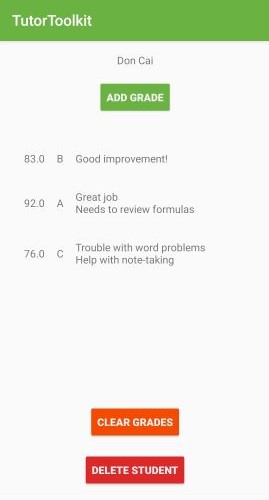 TutorToolkit
Don Cai
ADD GRADE
83.0 B Good improvement!
92.0 A Great job
Needs to review formulas
76.0 C Trouble with word problems
Help with note-taking
CLEAR GRADES
DELETE STUDENT